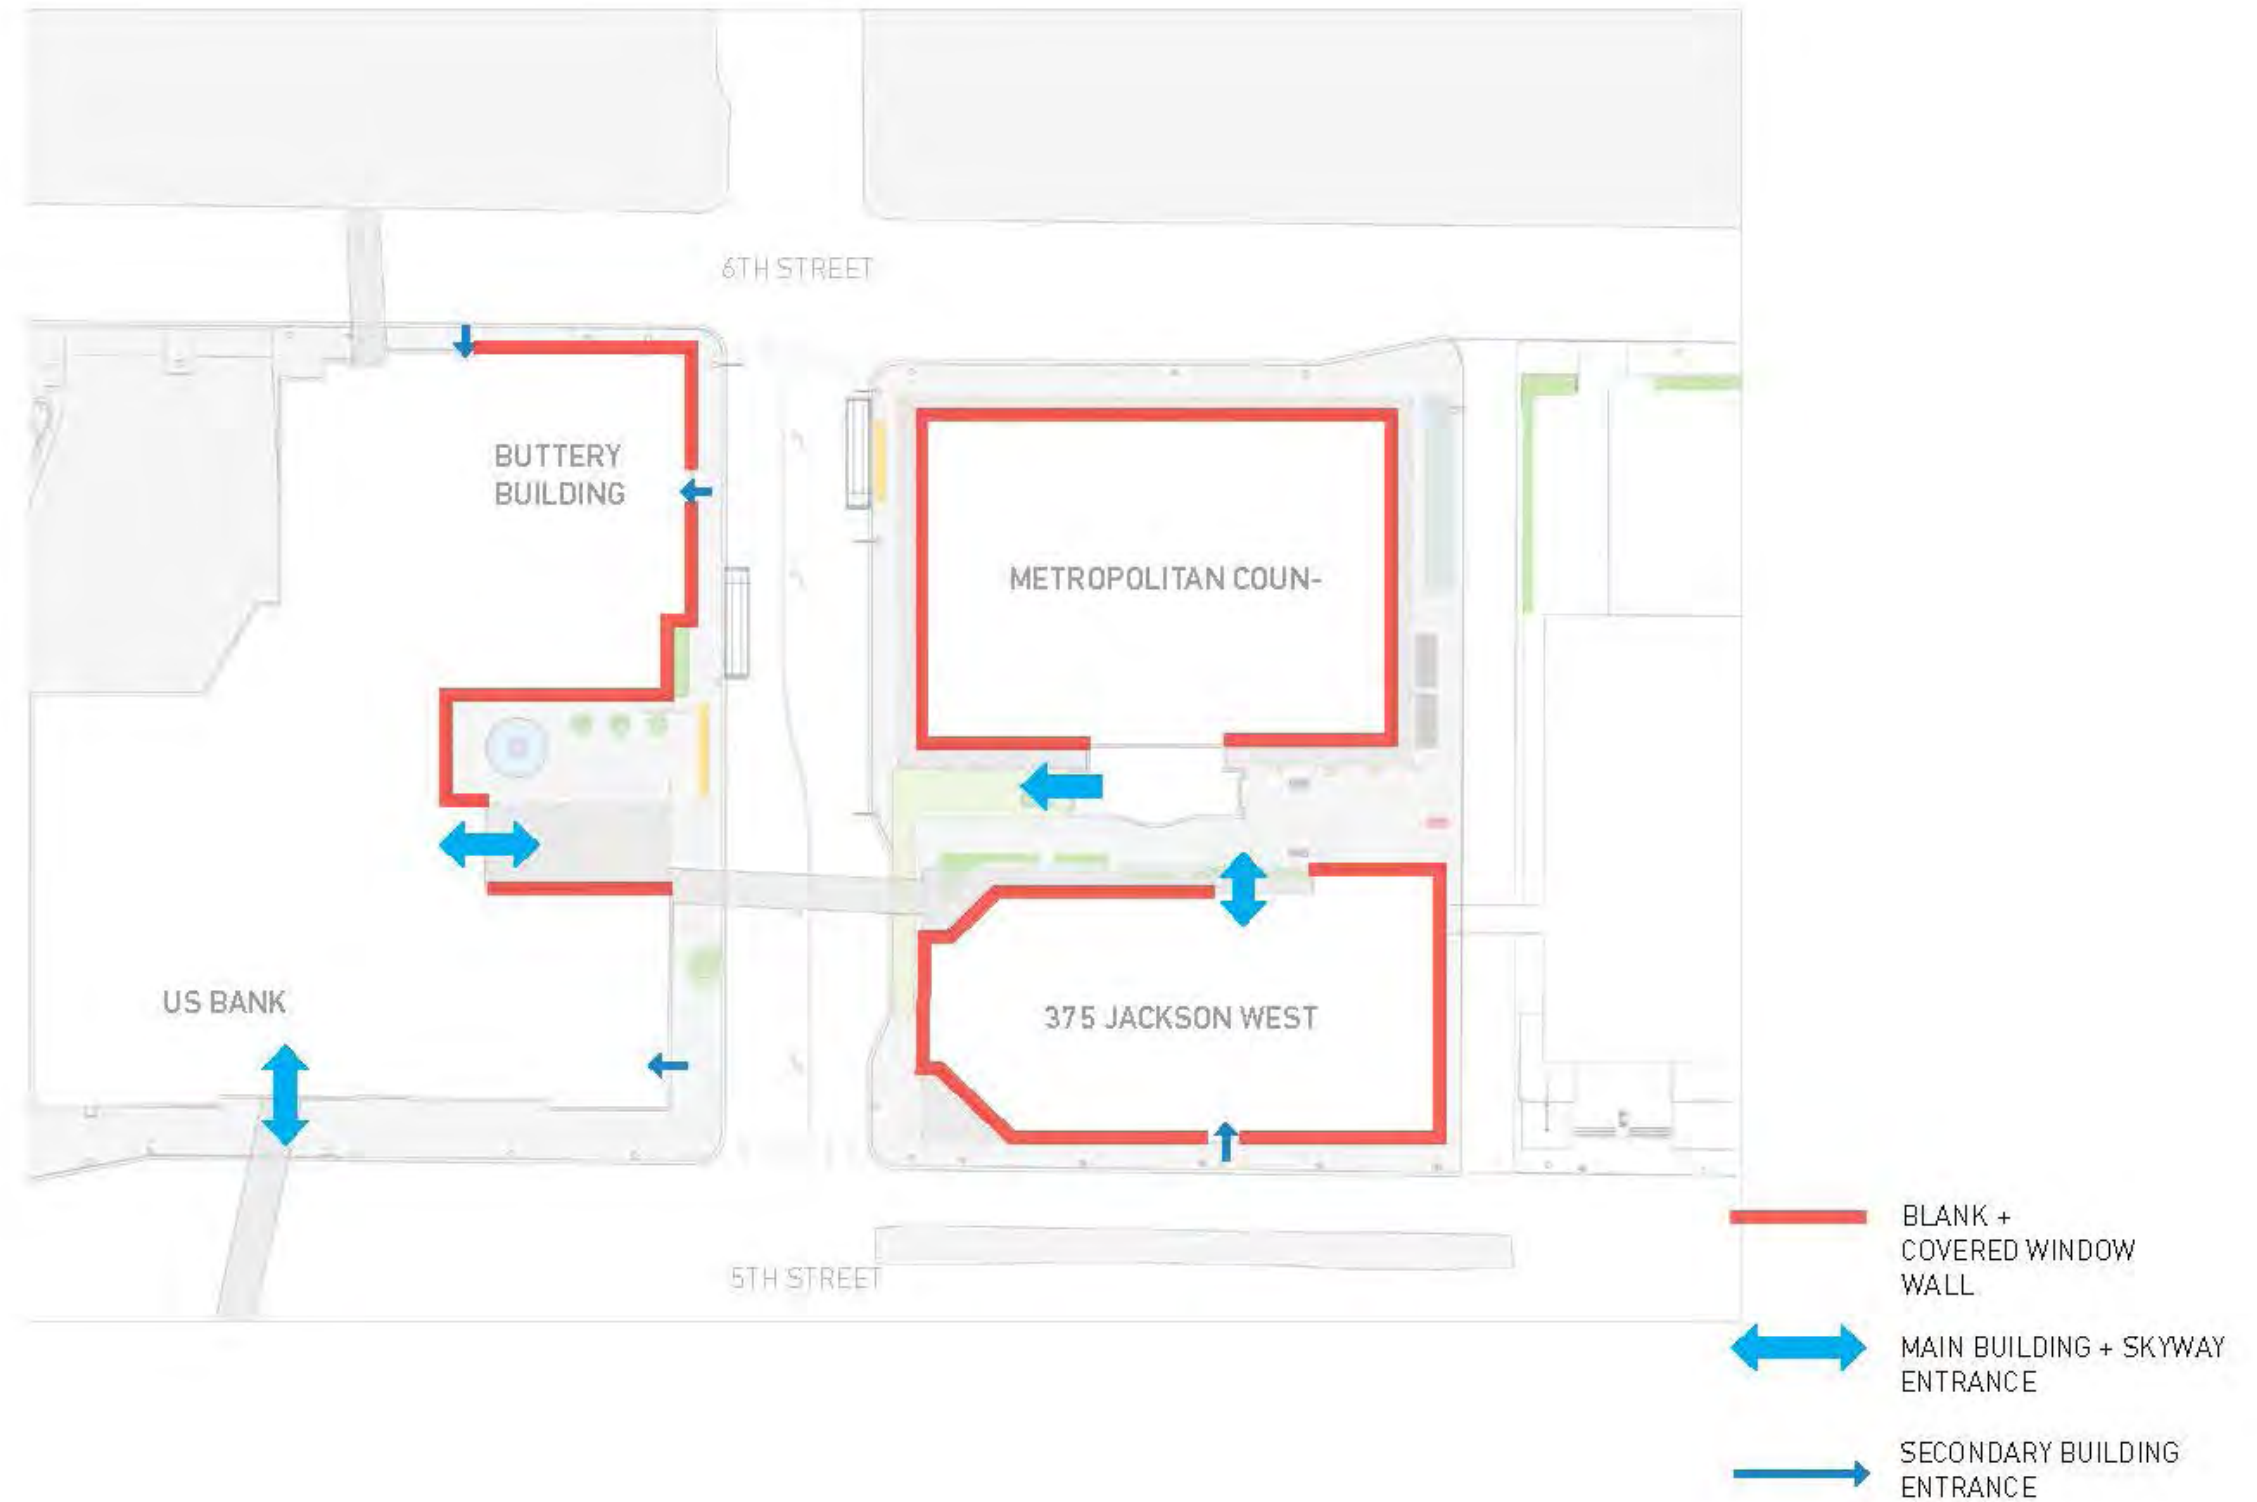 6TH STREET
BUTTERY
BUILDING
METROPOLITAN COUN-
US BANK
375 JACKSON WEST
5TH STREET
BLANK +
COVERED WINDOW
WALL
MAIN BUILDING + SKYWAY
ENTRANCE
SECONDARY BUILDING
ENTRANCE